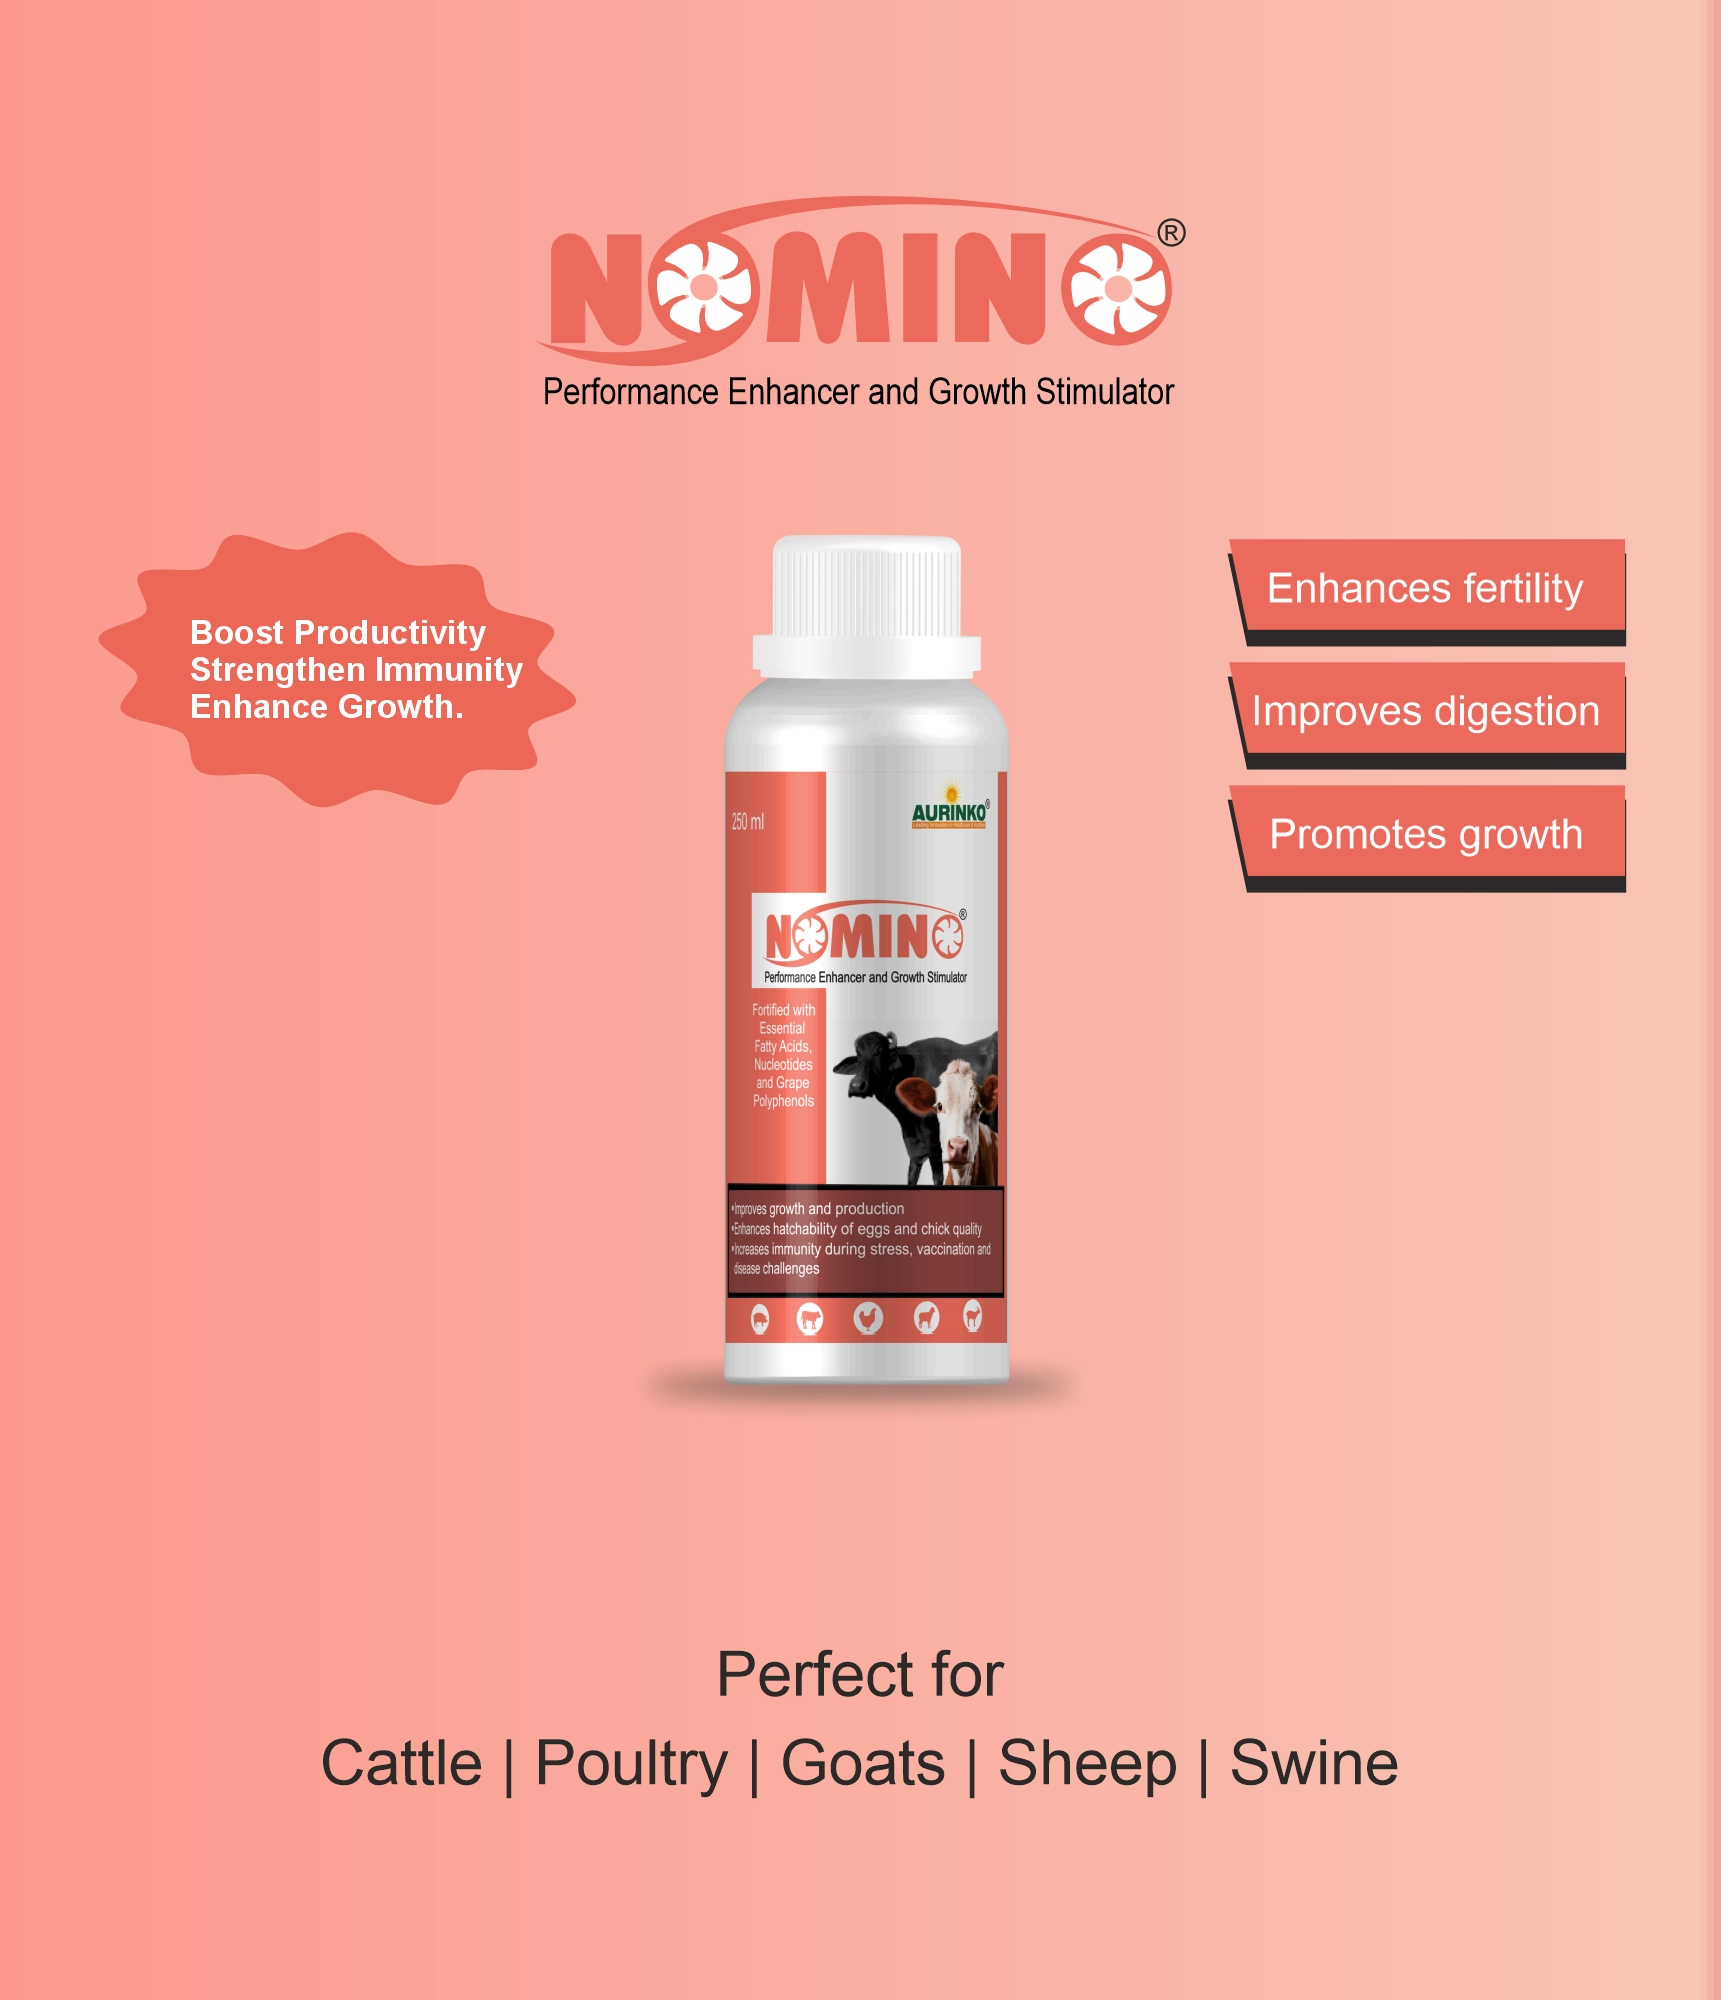 NOMINO®
Performance Enhancer and Growth Stimulator
Boost Productivity
Strengthen Immunity
Enhance Growth.
Enhances fertility
Improves digestion
Promotes growth
250 ml
AURINKO®
NOMINO®
Performance Enhancer and Growth Stimulator
Fortified with
Essential
Fatty Acids,
Nucleotides
and Grape
Polyphenols
•Improves growth and production
•Enhances hatchability of eggs and chick quality
•Increases immunity during stress, vaccination and
disease challenges
Perfect for
Cattle | Poultry | Goats | Sheep | Swine